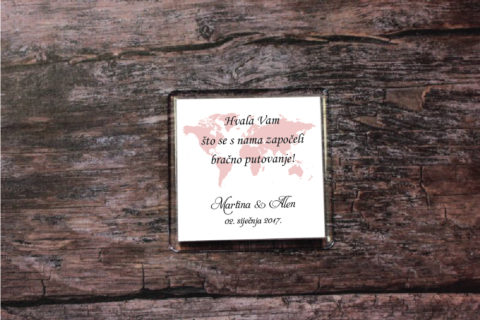 Hvala Vam
što se s nama započeli
bračno putovanje!
Martina & Alen
02. siječnja 2017.